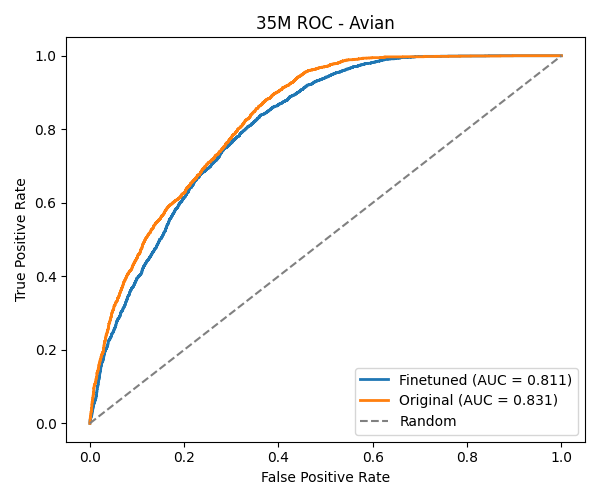 35M ROC - Avian
True Positive Rate
1.0
0.8
0.6
0.4
0.2
0.0
0.0 0.2 0.4 0.6 0.8 1.0
False Positive Rate
Finetuned (AUC = 0.811)
Original (AUC = 0.831)
Random